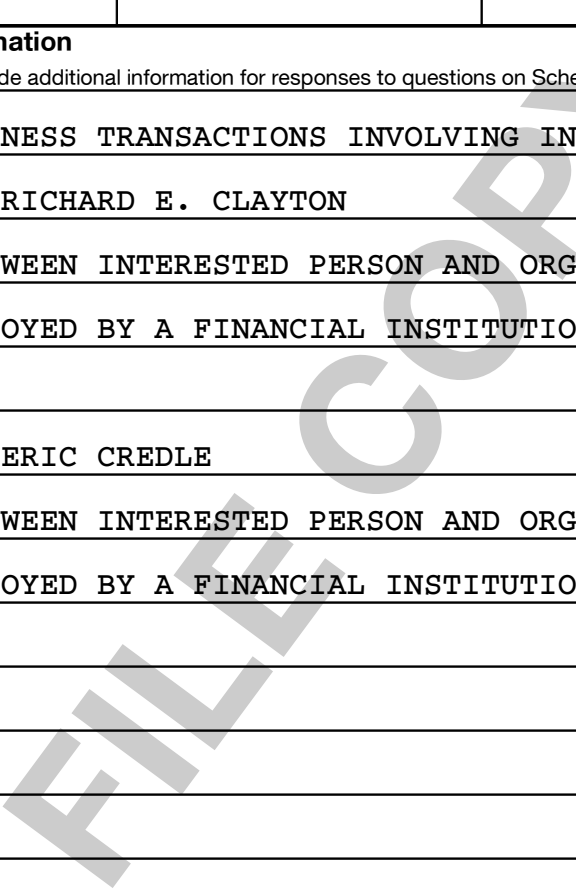 nation
de additional information for responses to questions on Sche
NESS TRANSACTIONS INVOLVING IN
RICHARD E. CLAYTON
WEEN INTERESTED PERSON AND ORG
OYED BY A FINANCIAL INSTITUTIO
ERIC CREDLE
WEEN INTERESTED PERSON AND ORG
OYED BY A FINANCIAL INSTITUTIO
FILE COPY